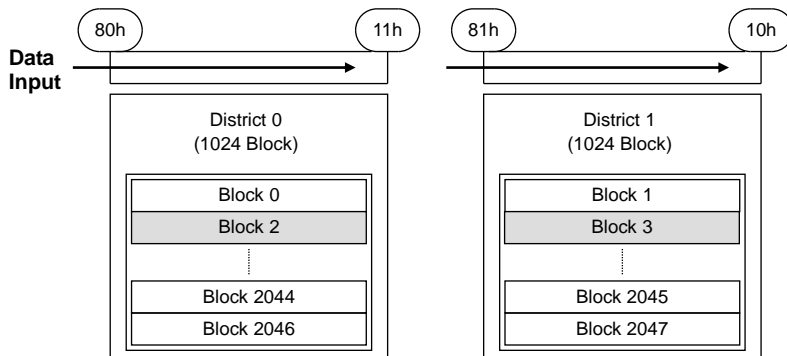 80h 11h 81h 10h
Data
Input
District 0 District 1
(1024 Block) (1024 Block)
Block 0 Block 1
Block 2 Block 3
Block 2044 Block 2045
Block 2046 Block 2047